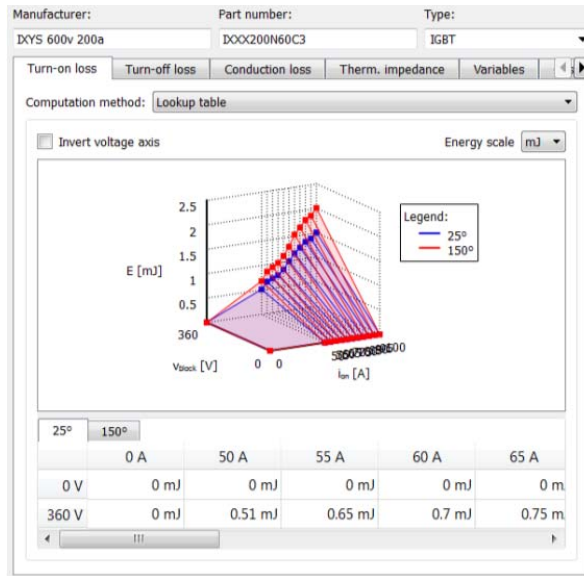 Manufacturer: Part number: Type:
IXYS 600v 200a IXXX200N60C3 IGBT
Turn-on loss Turn-off loss Conduction loss Therm. impedance Variables
Computation method: Lookup table
Invert voltage axis Energy scale mJ
2.5
2
1.5
1
0.5
E [mJ]
Legend:
25°
150°
360
0 0
Vblock [V]
ion [A]
25° 150°
0 A 50 A 55 A 60 A 65 A
0 V 0 mJ 0 mJ 0 mJ 0 mJ 0 m
360 V 0 mJ 0.51 mJ 0.65 mJ 0.7 mJ 0.75 m